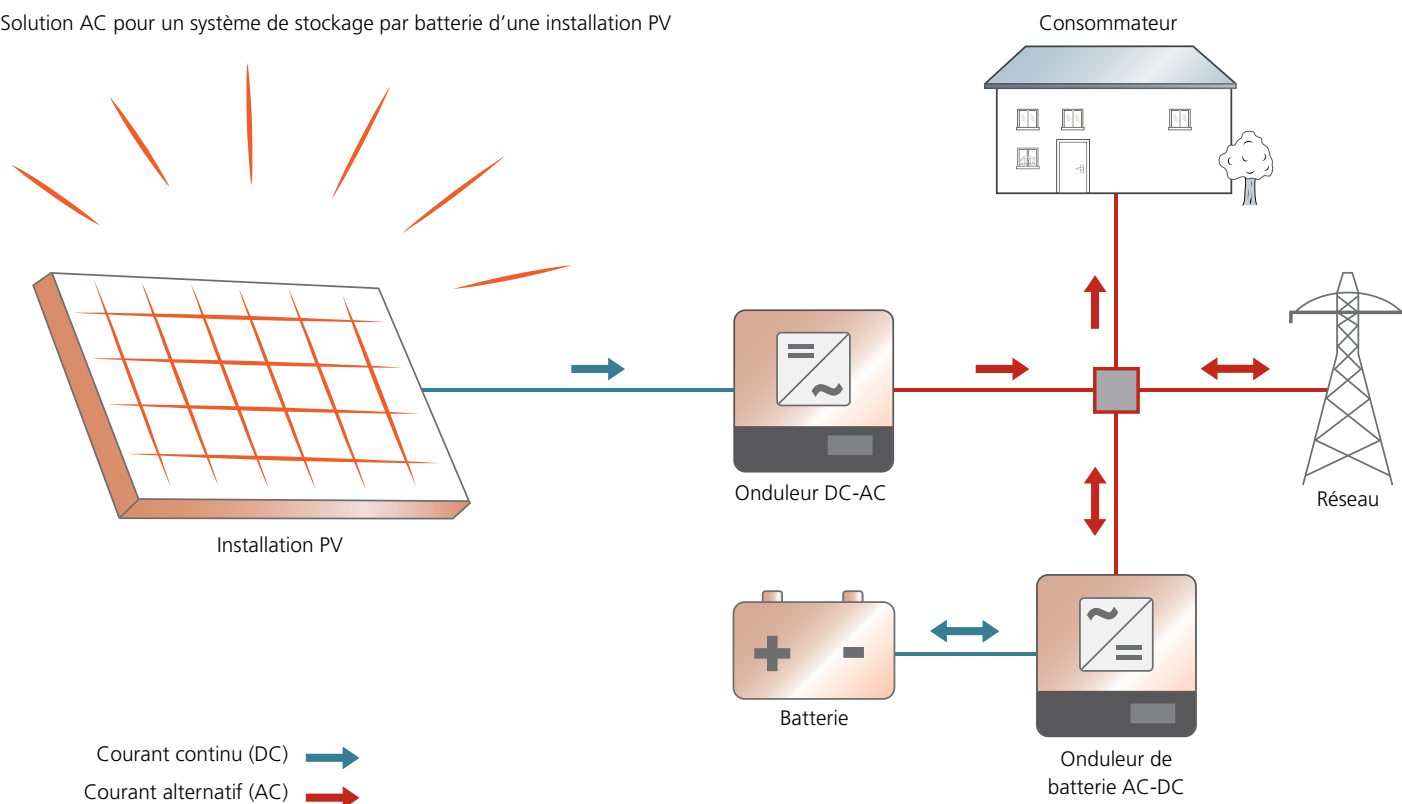 Solution AC pour un système de stockage par batterie d’une installation PV
Consommateur
Onduleur DC-AC
Réseau
Installation PV
Batterie
Onduleur de
batterie AC-DC
Courant continu (DC)
Courant alternatif (AC)